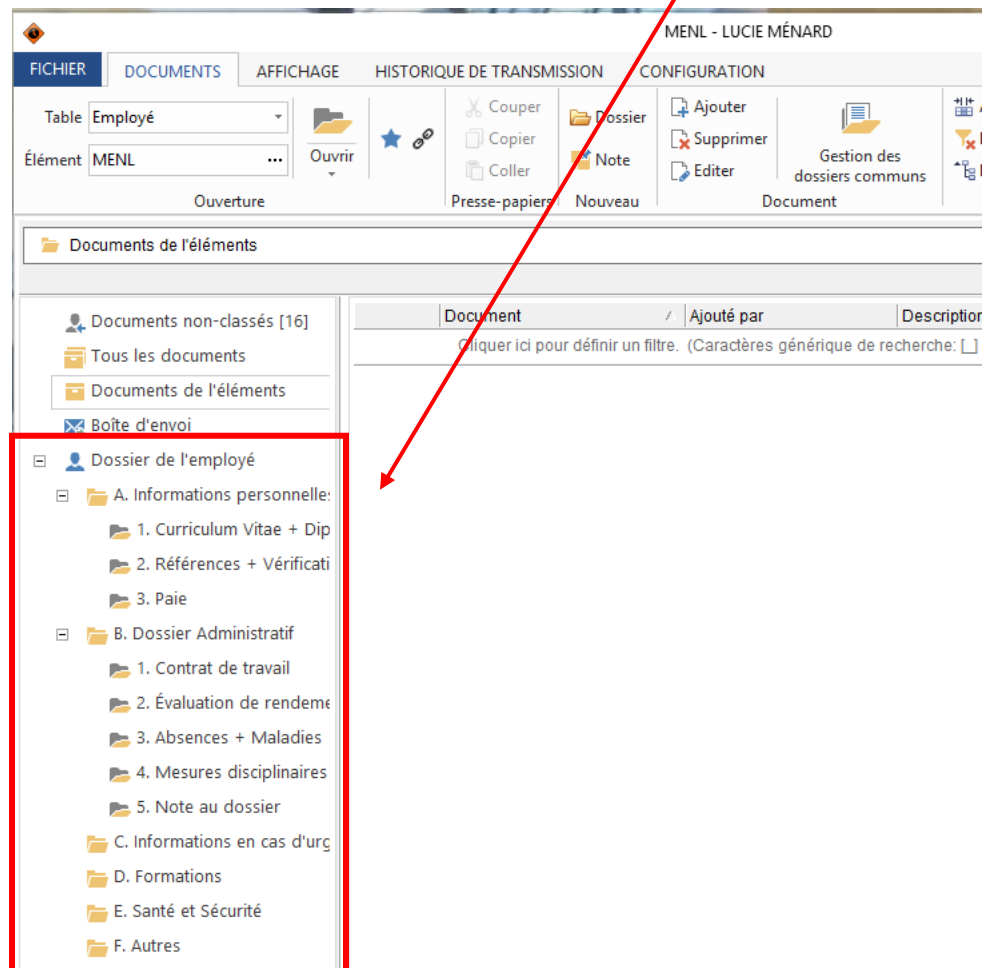 MENL - LUCIE MÉNARD
FICHIER DOCUMENTS AFFICHAGE HISTORIQUE DE TRANSMISSION CONFIGURATION
Table Employé
Élément MENL ...
Ouvrir
Ouverture
Couper
Copier
Coller
Presse-papiers
Dossier
Note
Nouveau
Ajouter
Supprimer
Editer
Gestion des
dossiers communs
Document
Documents de l'éléments
Documents non-classés [16]
Tous les documents
Documents de l'éléments
Boîte d'envoi
Dossier de l'employé
A. Informations personnelle
1. Curriculum Vitae + Dip
2. Références + Vérificati
3. Paie
B. Dossier Administratif
1. Contrat de travail
2. Évaluation de rendeme
3. Absences + Maladies
4. Mesures disciplinaires
5. Note au dossier
C. Informations en cas d'urg
D. Formations
E. Santé et Sécurité
F. Autres
Document Ajouté par Description
Cliquer ici pour définir un filtre. (Caractères générique de recherche: [_]